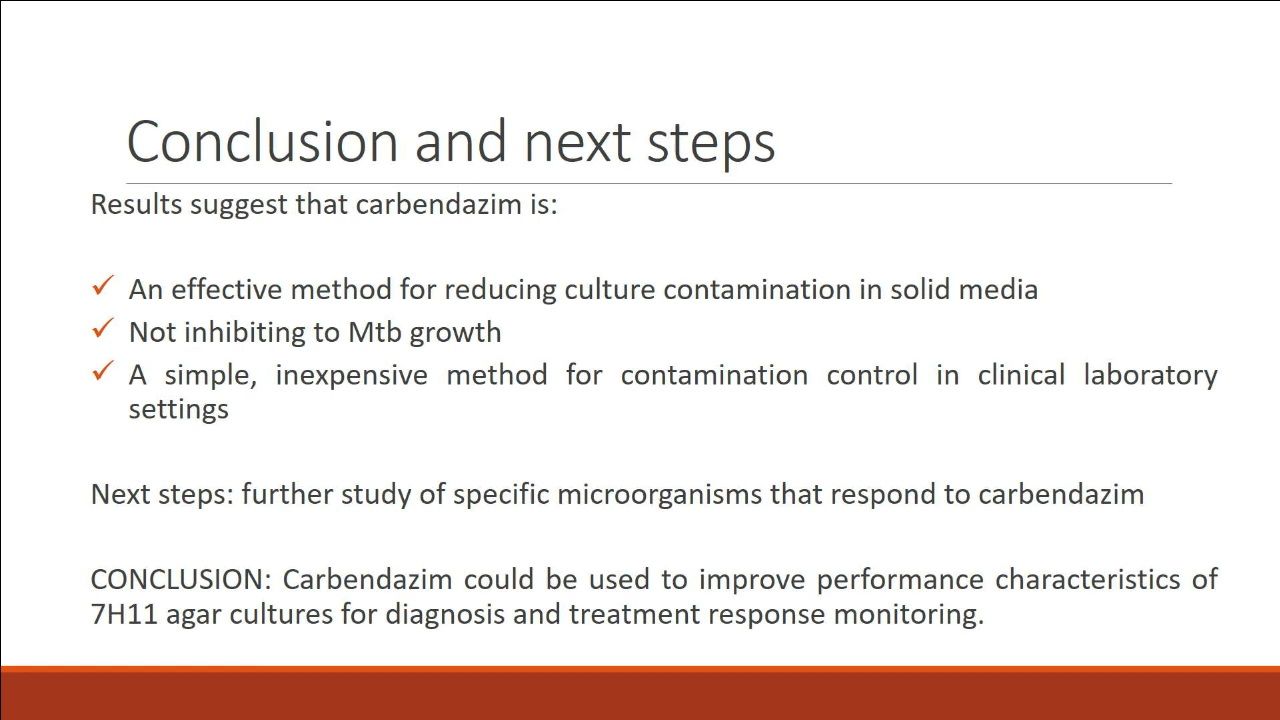 Conclusion and next steps
Results suggest that carbendazim is:
✓ An effective method for reducing culture contamination in solid media
✓ Not inhibiting to Mtb growth
✓ A simple, inexpensive method for contamination control in clinical laboratory
settings
Next steps: further study of specific microorganisms that respond to carbendazim
CONCLUSION: Carbendazim could be used to improve performance characteristics of
7H11 agar cultures for diagnosis and treatment response monitoring.